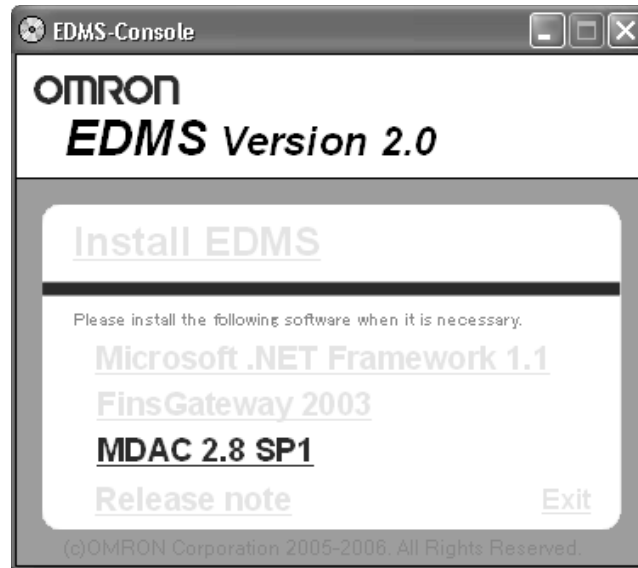 EDMS-Console
OMRON
EDMS Version 2.0
Install EDMS
Please install the following software when it is necessary.
Microsoft .NET Framework 1.1
FinsGateway 2003
MDAC 2.8 SP1
Release note
Exit
(c)OMRON Corporation 2005-2006. All Rights Reserved.